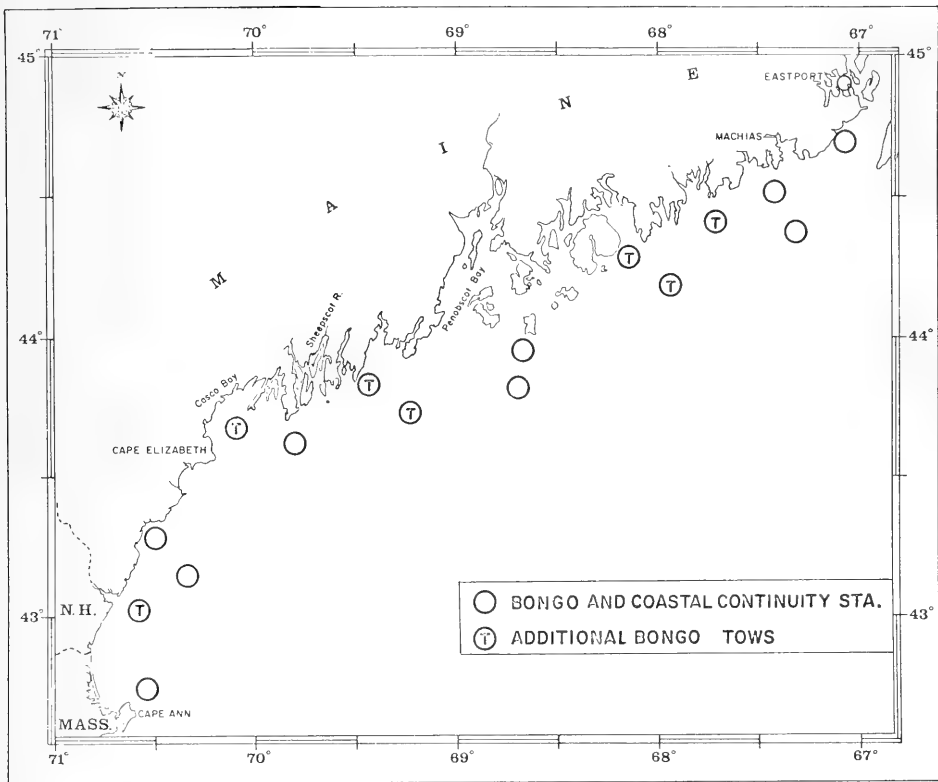 71° 70° 69° 68° 67°
45° 45°
N
E
EASTPORT
N
MACHIAS
I
A
M
Penobscot Bay
Sheepscot R.
44° 44°
Casco Bay
T T T T T T
CAPE ELIZABETH
N.H.
T
43° 43°
BONGO AND COASTAL CONTINUITY STA.
T ADDITIONAL BONGO TOWS
CAPE ANN
MASS.
71° 70° 69° 68° 67°